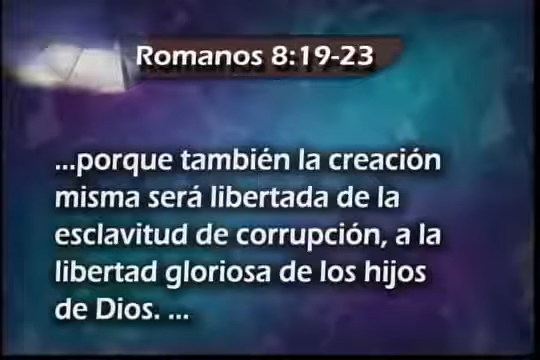 Romanos 8:19-23
...porque también la creación
misma será libertada de la
esclavitud de corrupción, a la
libertad gloriosa de los hijos
de Dios. ...